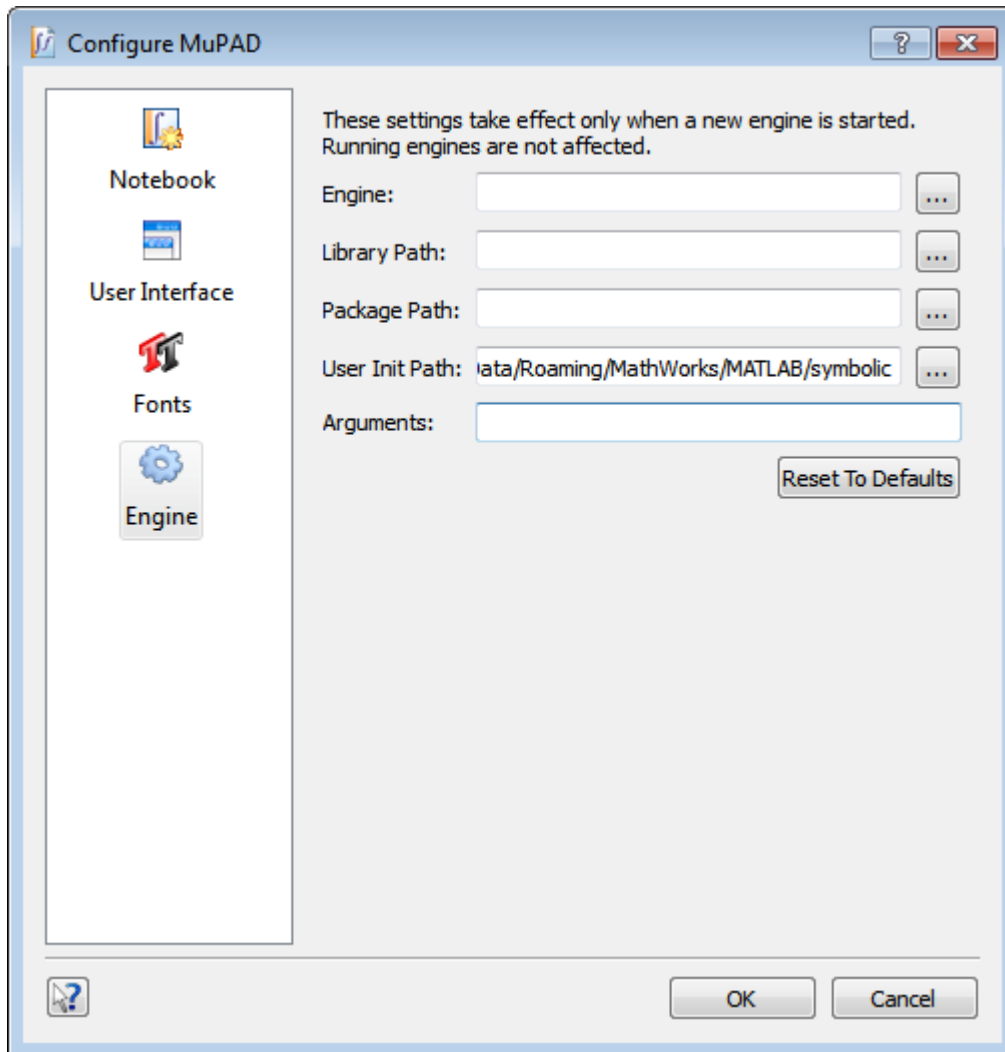 Configure MuPAD
Notebook
User Interface
Fonts
Engine
These settings take effect only when a new engine is started.
Running engines are not affected.
Engine: ...
Library Path: ...
Package Path: ...
User Init Path: ata/Roaming/MathWorks/MATLAB/symbolic ...
Arguments:
Reset To Defaults
? OK Cancel